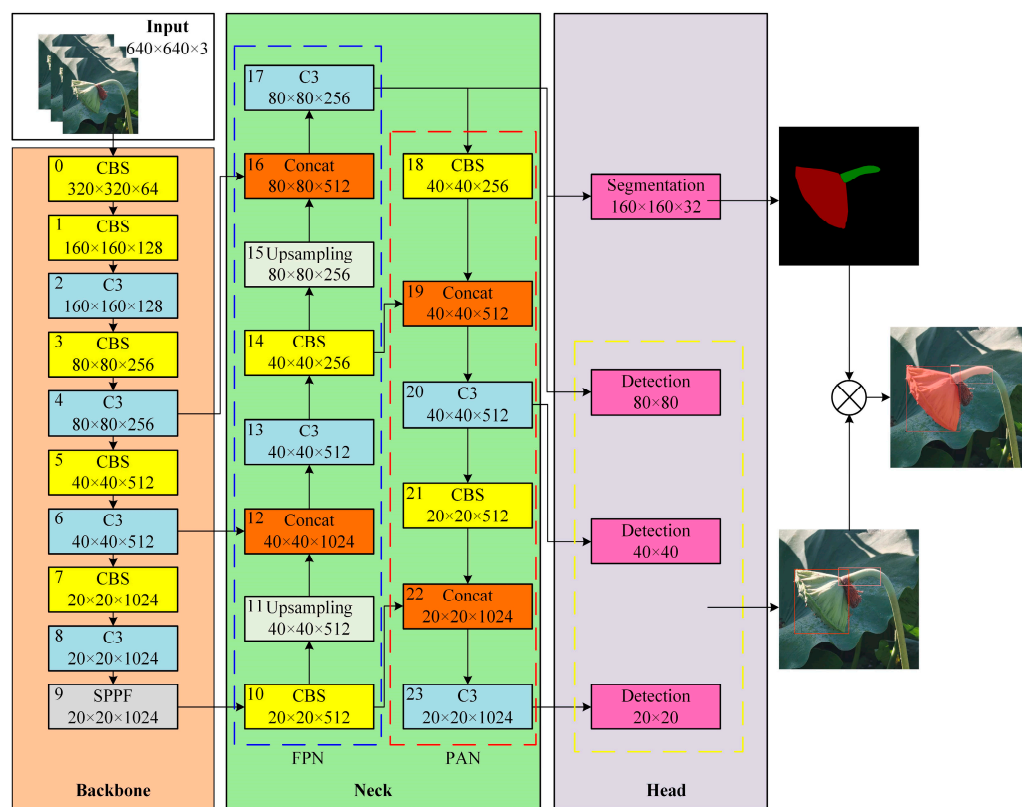 Input
640×640×3
0
CBS
320×320×64
1
CBS
160×160×128
2
C3
160×160×128
3
CBS
80×80×256
4
C3
80×80×256
5
CBS
40×40×512
6
C3
40×40×512
7
CBS
20×20×1024
8
C3
20×20×1024
9
SPPF
20×20×1024
Backbone
17
C3
80×80×256
16
Concat
80×80×512
15
Upsampling
80×80×256
14
CBS
40×40×256
13
C3
40×40×512
12
Concat
40×40×1024
11
Upsampling
40×40×512
10
CBS
20×20×512
FPN
18
CBS
40×40×256
19
Concat
40×40×512
20
C3
40×40×512
21
CBS
20×20×512
22
Concat
20×20×1024
23
C3
20×20×1024
PAN
Neck
Segmentation
160×160×32
Detection
80×80
Detection
40×40
Detection
20×20
Head